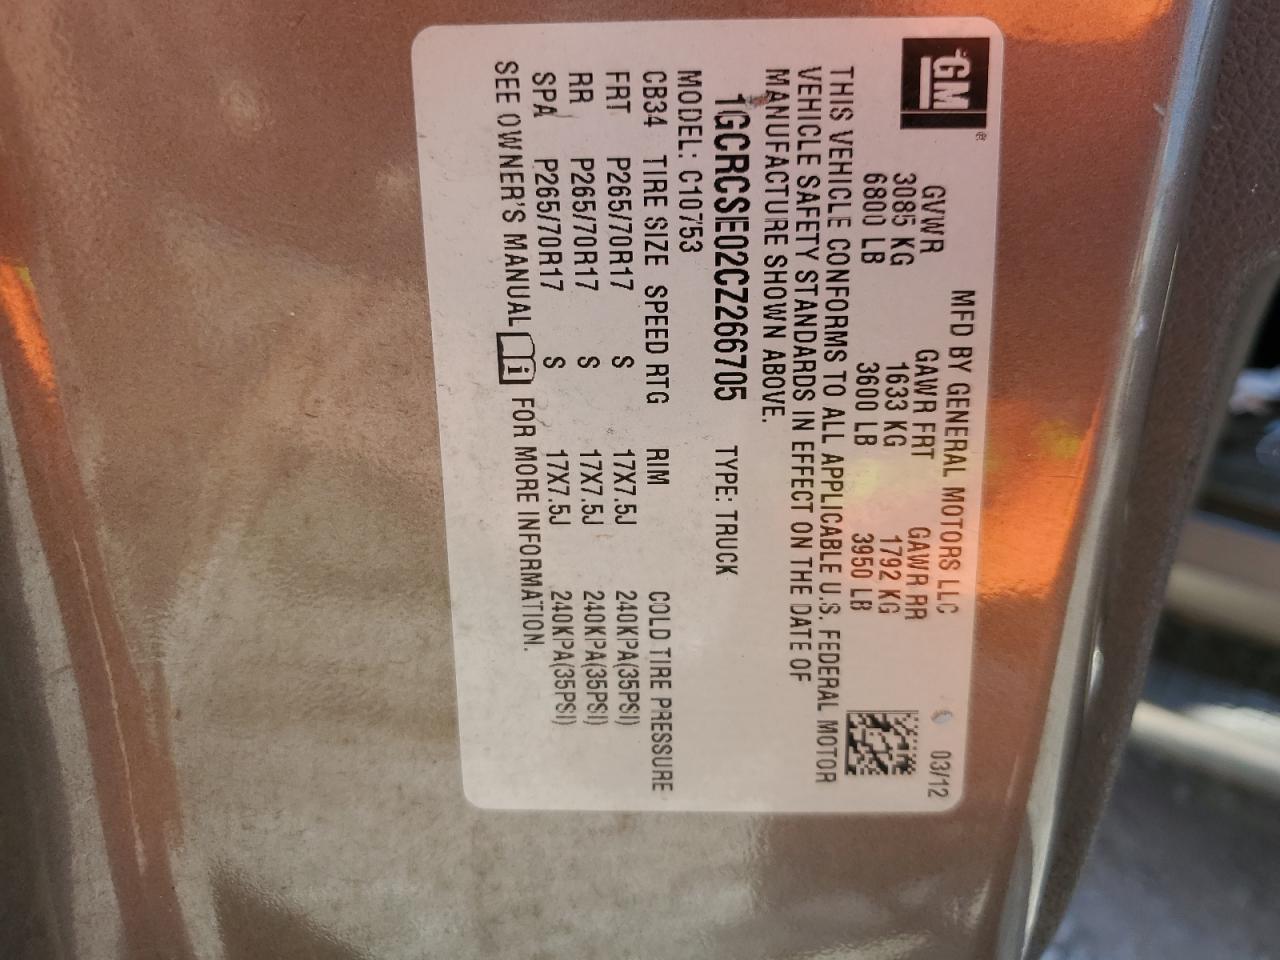 GM®
MFD BY GENERAL MOTORS LLC 03/12
GVWR GAWR FRT GAWR RR
3085 KG 1633 KG 1792 KG
6800 LB 3600 LB 3950 LB
THIS VEHICLE CONFORMS TO ALL APPLICABLE U.S. FEDERAL MOTOR
VEHICLE SAFETY STANDARDS IN EFFECT ON THE DATE OF
MANUFACTURE SHOWN ABOVE.
1GCRCSE02CZ266705 TYPE: TRUCK
MODEL: C10753
CB34 TIRE SIZE SPEED RTG RIM COLD TIRE PRESSURE
FRT P265/70R17 S 17X7.5J 240KPA(35PSI)
RR P265/70R17 S 17X7.5J 240KPA(35PSI)
SPA P265/70R17 S 17X7.5J 240KPA(35PSI)
SEE OWNER'S MANUAL i FOR MORE INFORMATION.